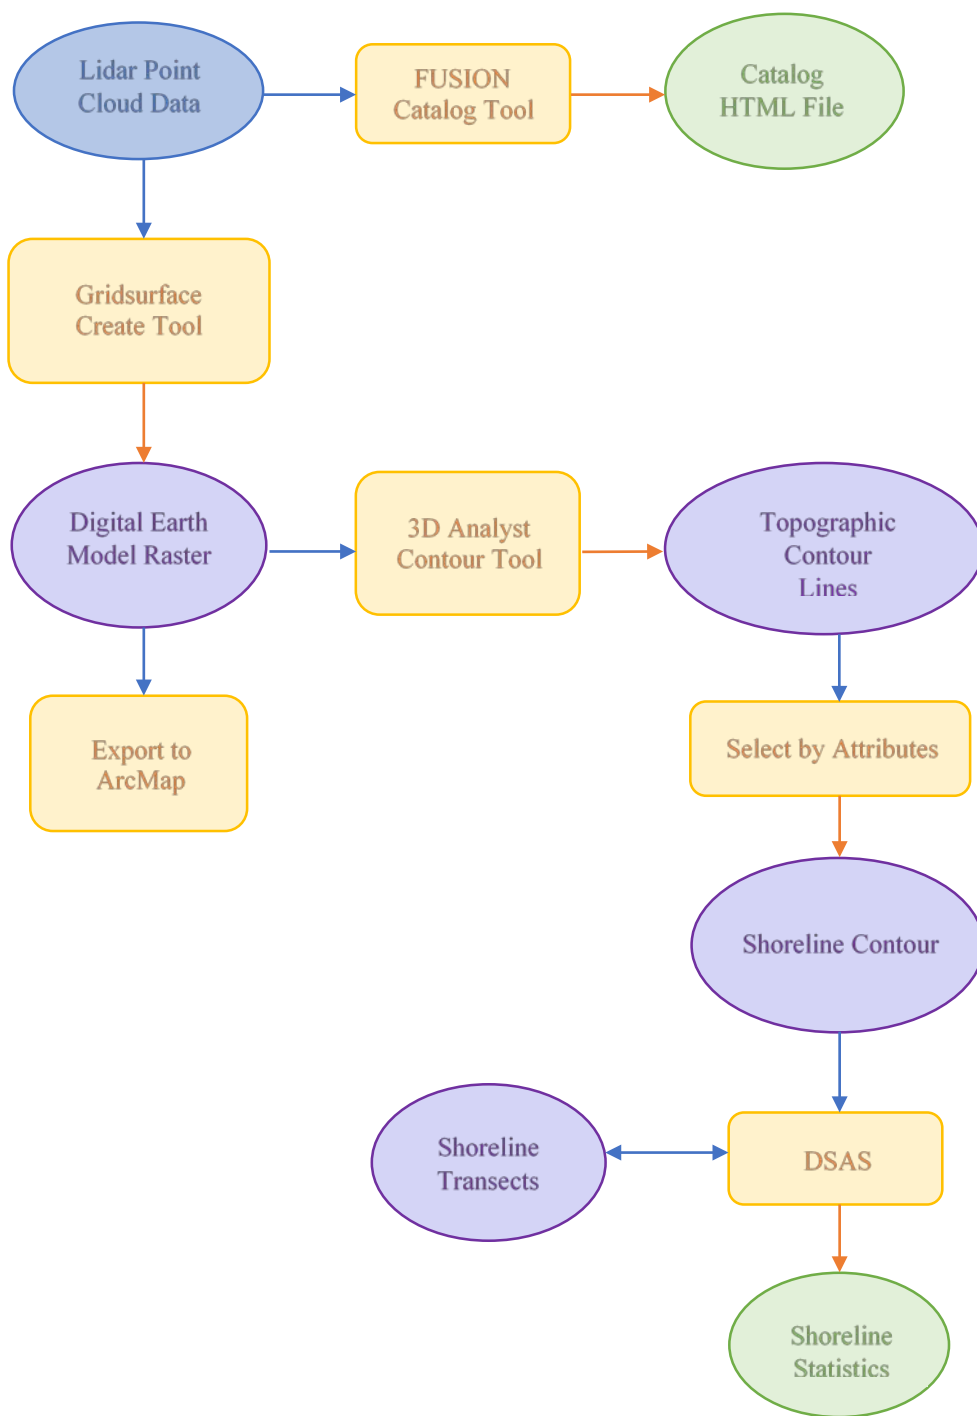 Lidar Point
Cloud Data
FUSION
Catalog Tool
Catalog
HTML File
Gridsurface
Create Tool
Digital Earth
Model Raster
3D Analyst
Contour Tool
Topographic
Contour
Lines
Export to
ArcMap
Select by Attributes
Shoreline Contour
Shoreline
Transects
DSAS
Shoreline
Statistics